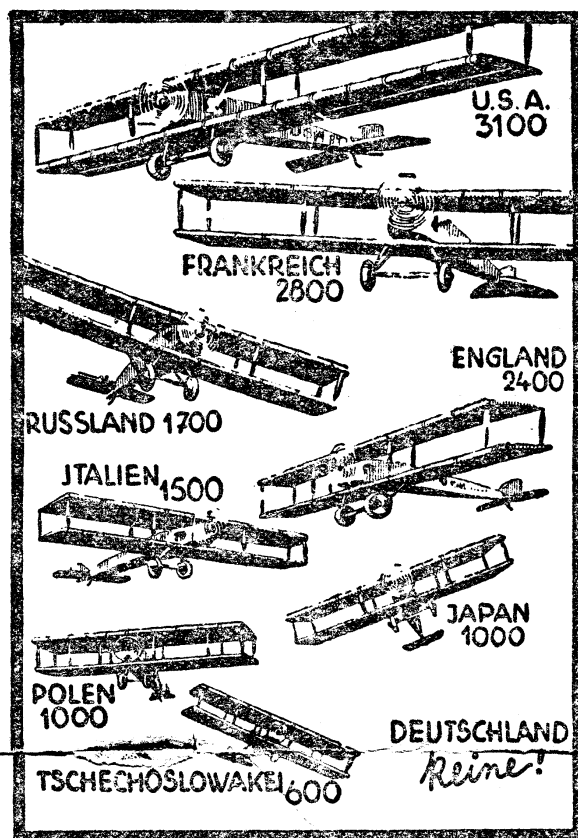 U.S.A.
3100
FRANKREICH
2800
ENGLAND
2400
RUSSLAND 1700
JTALIEN 1500
JAPAN
1000
POLEN
1000
DEUTSCHLAND
keine!
TSCHECHOSLOWAKEI 600